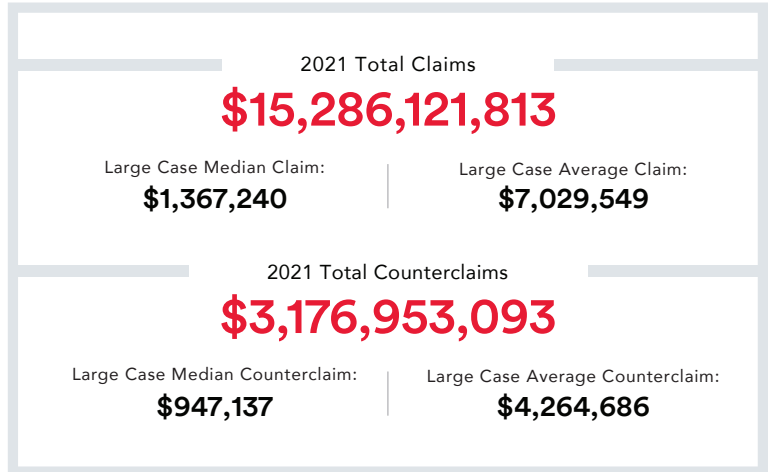 2021 Total Claims
$15,286,121,813
Large Case Median Claim:
$1,367,240
Large Case Average Claim:
$7,029,549
2021 Total Counterclaims
$3,176,953,093
Large Case Median Counterclaim:
$947,137
Large Case Average Counterclaim:
$4,264,686